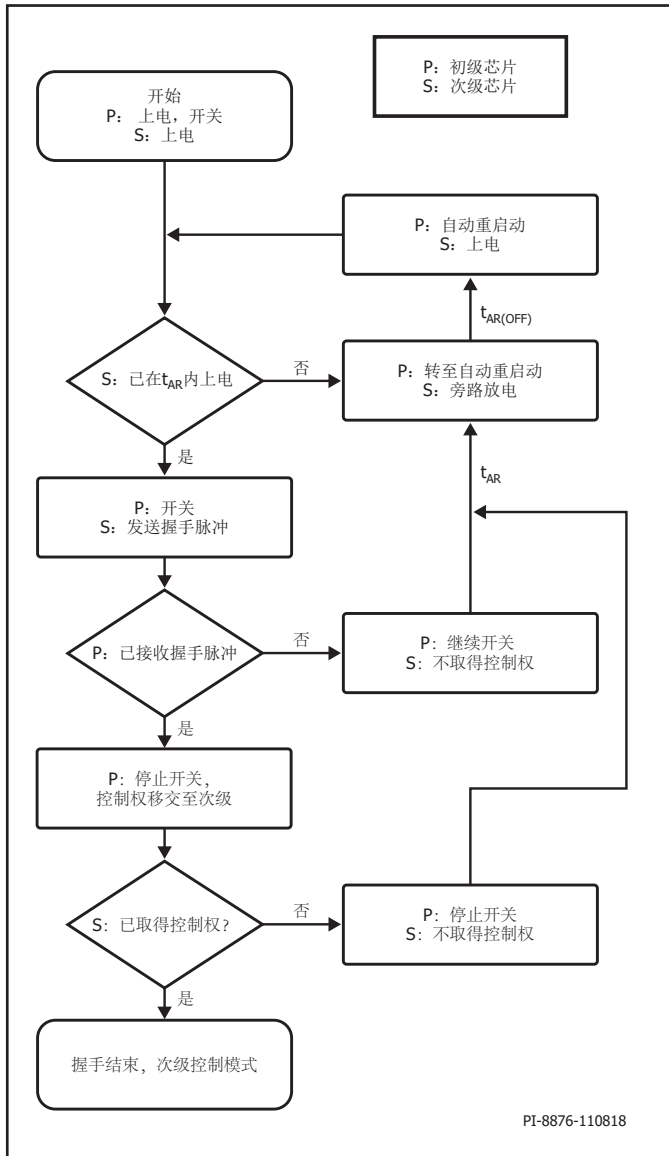 P：初级芯片
S：次级芯片
开始
P： 上电，开关
S：上电
P：自动重启动
S：上电
tAR(OFF)
S：已在tAR内上电
否
P：转至自动重启动
S：旁路放电
是
tAR
P：开关
S：发送握手脉冲
P：已接收握手脉冲
否
P：继续开关
S：不取得控制权
是
P：停止开关，
控制权移交至次级
S：已取得控制权？
否
P：停止开关
S：不取得控制权
是
握手结束，次级控制模式
PI-8876-110818